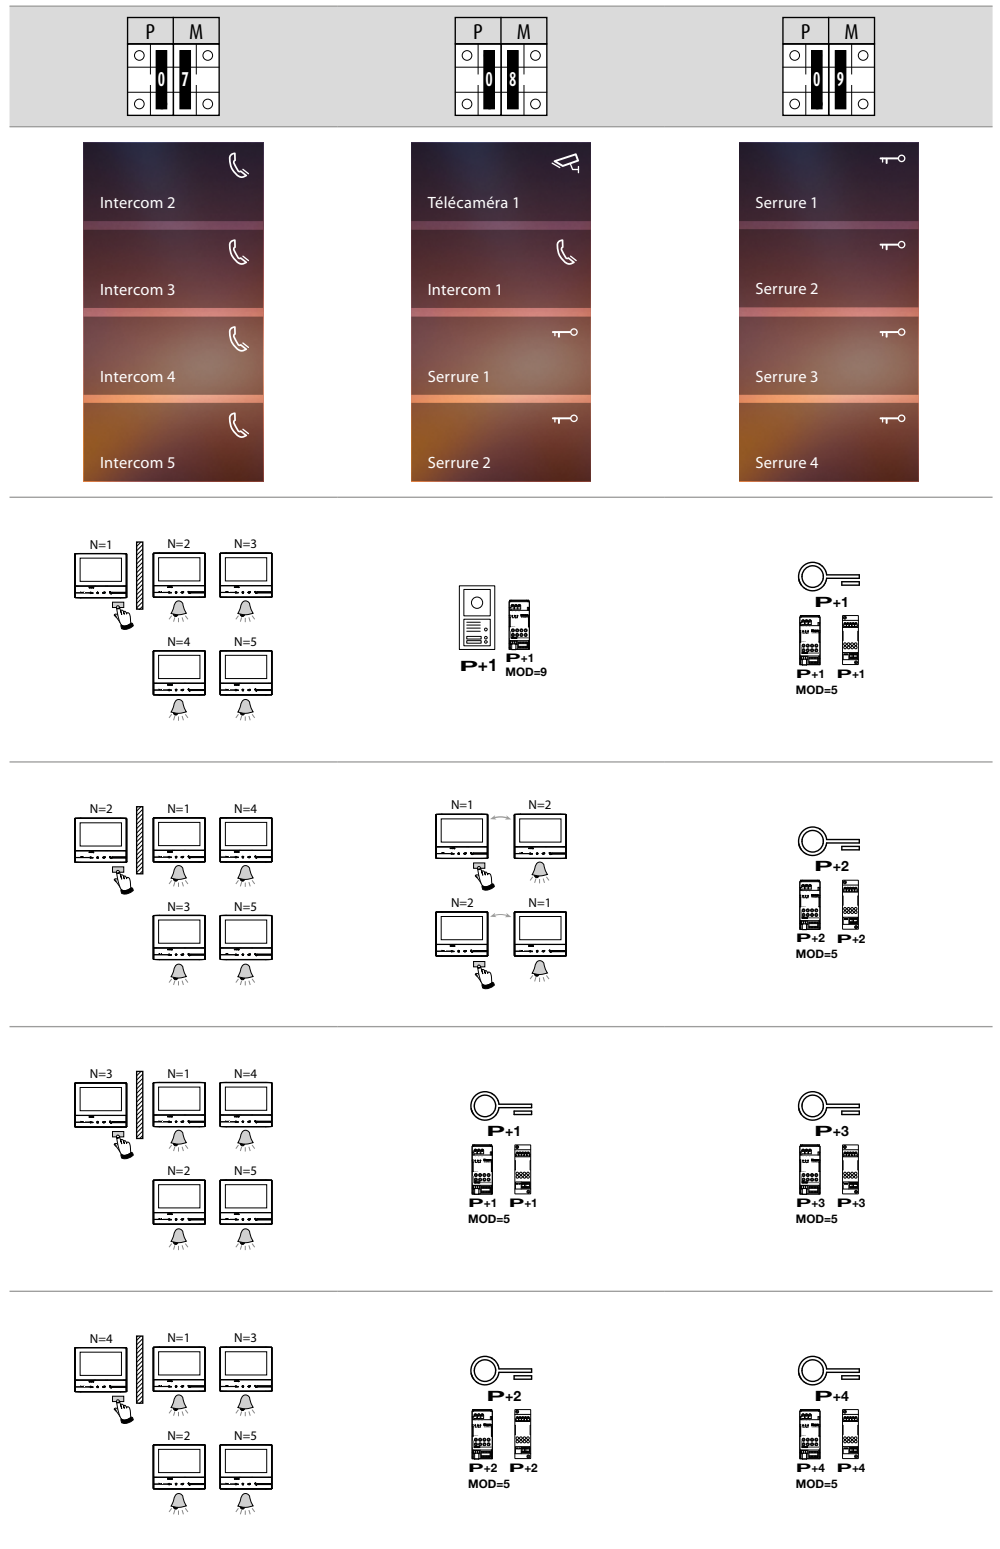 P M P M P M
0 7 0 8 0 9
Intercom 2 Télécaméra 1 Serrure 1
Intercom 3 Intercom 1 Serrure 2
Intercom 4 Serrure 1 Serrure 3
Intercom 5 Serrure 2 Serrure 4
N=1 N=2 N=3
P+1
N=4 N=5
P+1 P+1
MOD=9
P+1 P+1
MOD=5
N=2 N=1 N=4
N=1 N=2
P+2
N=3 N=5
N=2 N=1
P+2 P+2
MOD=5
N=3 N=1 N=4
P+1 P+3
N=2 N=5
P+1 P+1 P+3 P+3
MOD=5 MOD=5
N=4 N=1 N=3
P+2 P+4
N=2 N=5
P+2 P+2 P+4 P+4
MOD=5 MOD=5